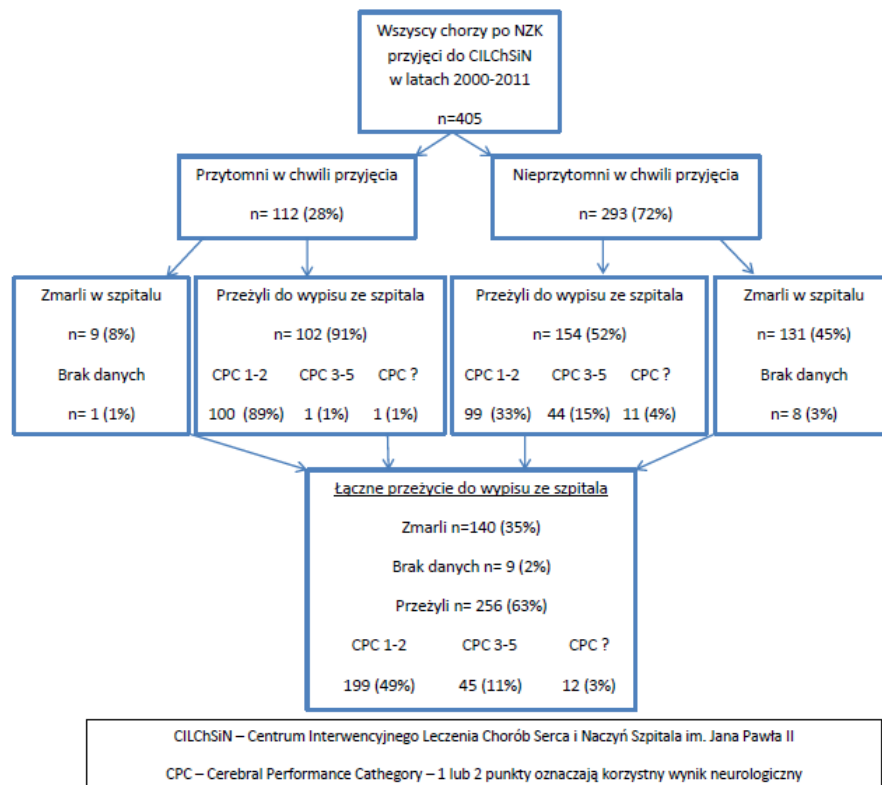 Wszyscy chorzy po NZK
przyjęci do CILChSiN
w latach 2000-2011
n=405
Przytomni w chwili przyjęcia
n= 112 (28%)
Nieprzytomni w chwili przyjęcia
n= 293 (72%)
Zmarli w szpitalu
n= 9 (8%)
Brak danych
n= 1 (1%)
Przeżyli do wypisu ze szpitala
n= 102 (91%)
CPC 1-2 CPC 3-5 CPC ?
100 (89%) 1 (1%) 1 (1%)
Przeżyli do wypisu ze szpitala
n= 154 (52%)
CPC 1-2 CPC 3-5 CPC ?
99 (33%) 44 (15%) 11 (4%)
Zmarli w szpitalu
n= 131 (45%)
Brak danych
n= 8 (3%)
Łączne przeżycie do wypisu ze szpitala
Zmarli n=140 (35%)
Brak danych n= 9 (2%)
Przeżyli n= 256 (63%)
CPC 1-2 CPC 3-5 CPC ?
199 (49%) 45 (11%) 12 (3%)
CILChSiN – Centrum Interwencyjnego Leczenia Chorób Serca i Naczyń Szpitala im. Jana Pawła II
CPC – Cerebral Performance Cathegory – 1 lub 2 punkty oznaczają korzystny wynik neurologiczny